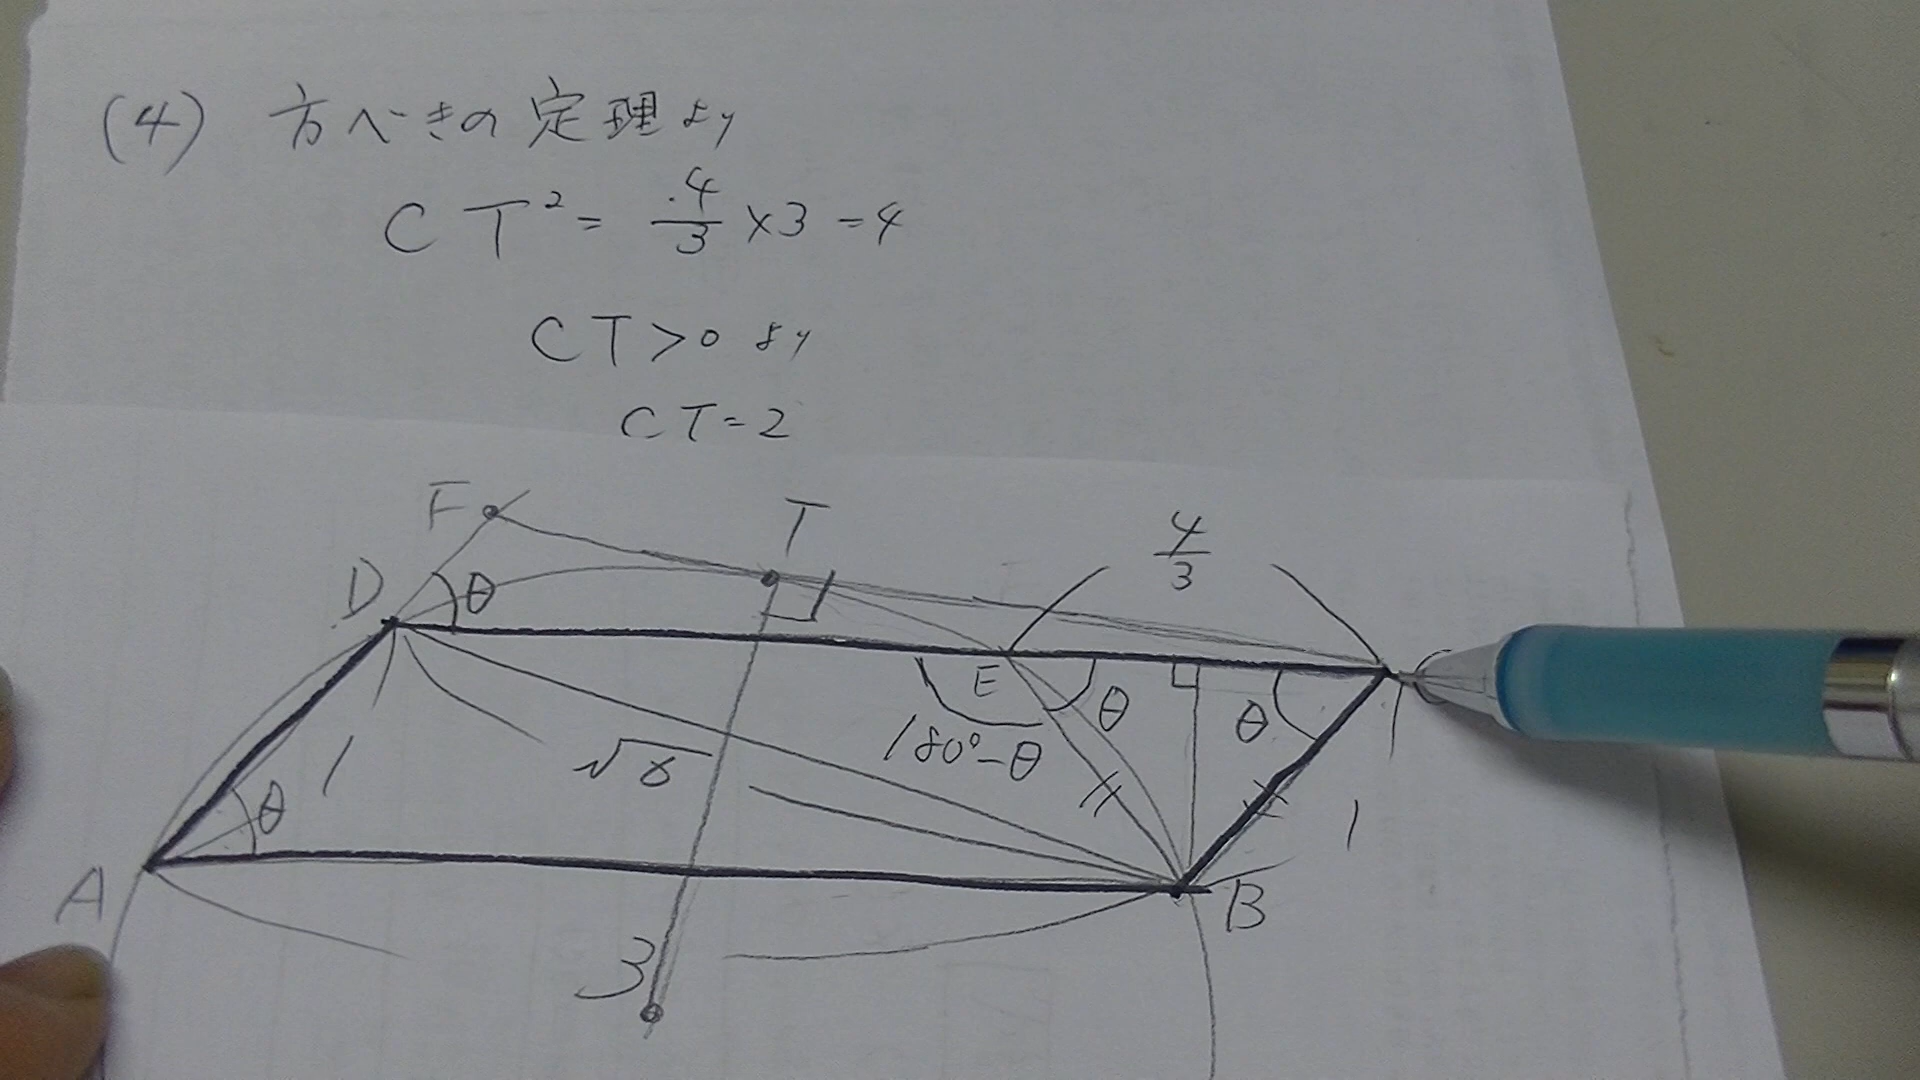 (4) 方べきの定理より
CT² = 4/3 × 3 = 4
CT > 0 より
CT = 2
F
T
4/3
D
θ
E
θ
θ
180° - θ
1
1
θ
A
B
3